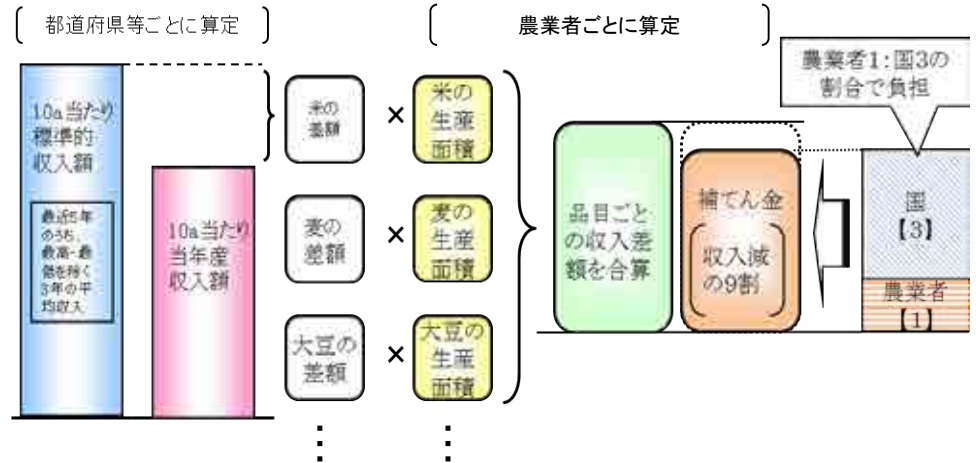 都道府県等ごとに算定
農業者ごとに算定
農業者1：国3の
割合で負担
10a当たり
標準的
収入額
最近5年
のうち、
最高・最
低を除く
3年の平
均収入
10a当たり
当年産
収入額
米の
差額
×
米の
生産
面積
麦の
差額
×
麦の
生産
面積
大豆の
差額
×
大豆の
生産
面積
品目ごと
の収入差
額を合算
補てん金
収入減
の9割
国
【3】
農業者
【1】